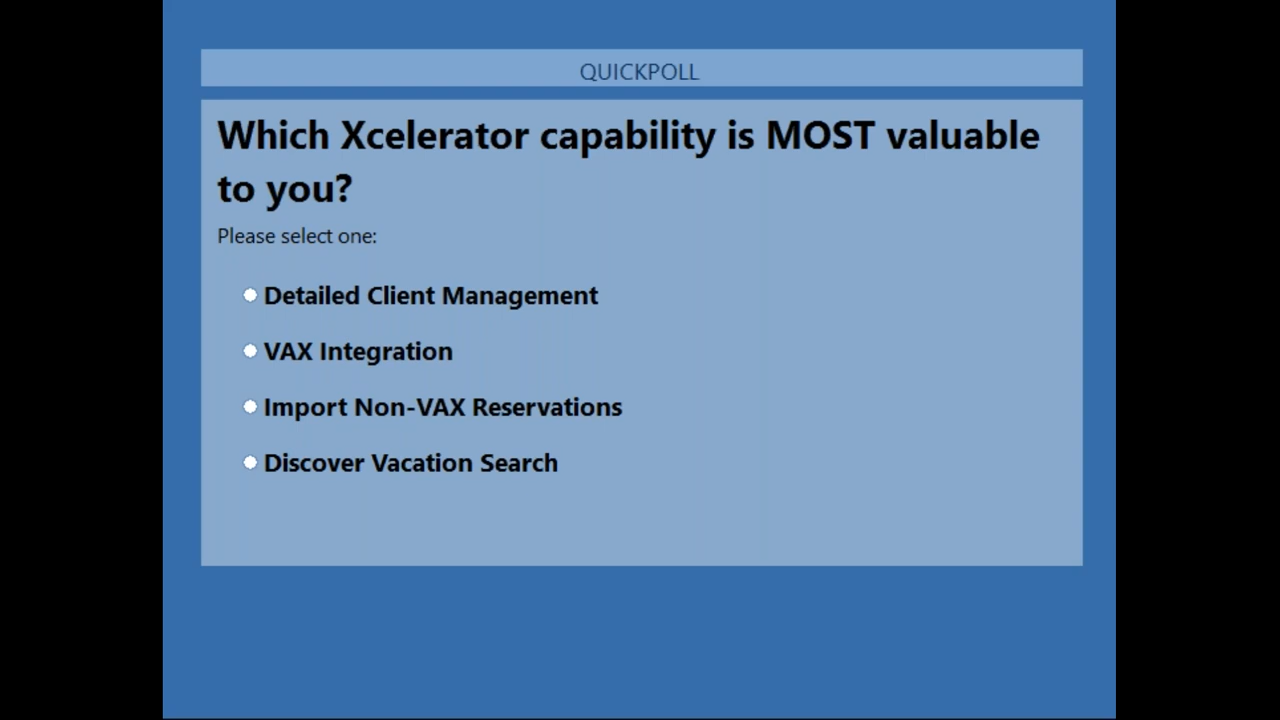 QUICKPOLL
Which Xcelerator capability is MOST valuable
to you?
Please select one:
Detailed Client Management
VAX Integration
Import Non-VAX Reservations
Discover Vacation Search